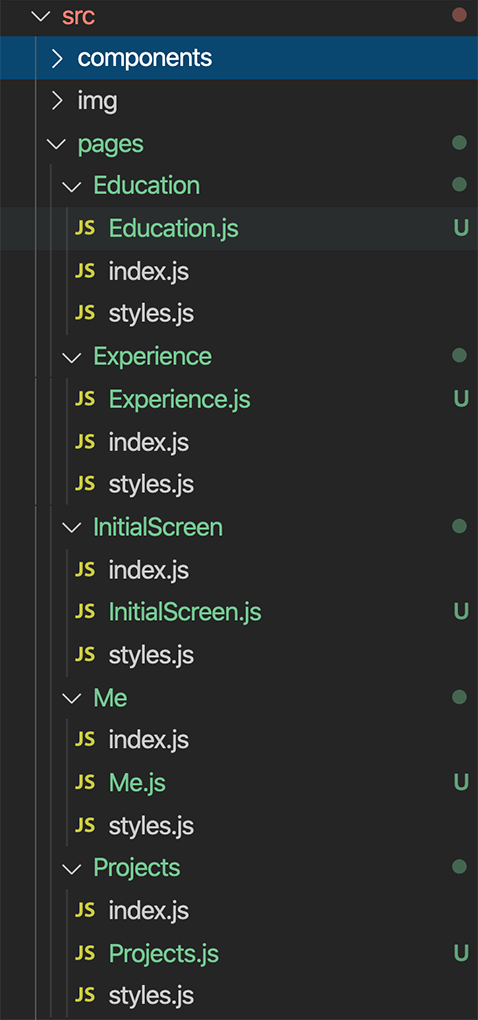 src
components
img
pages
Education
JS Education.js U
JS index.js
JS styles.js
Experience
JS Experience.js U
JS index.js
JS styles.js
InitialScreen
JS index.js
JS InitialScreen.js U
JS styles.js
Me
JS index.js
JS Me.js U
JS styles.js
Projects
JS index.js
JS Projects.js U
JS styles.js